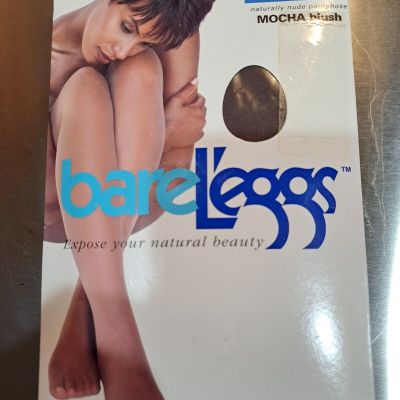 naturally nude pantyhose
MOCHA blush
bareL'eggs™
Expose your natural beauty